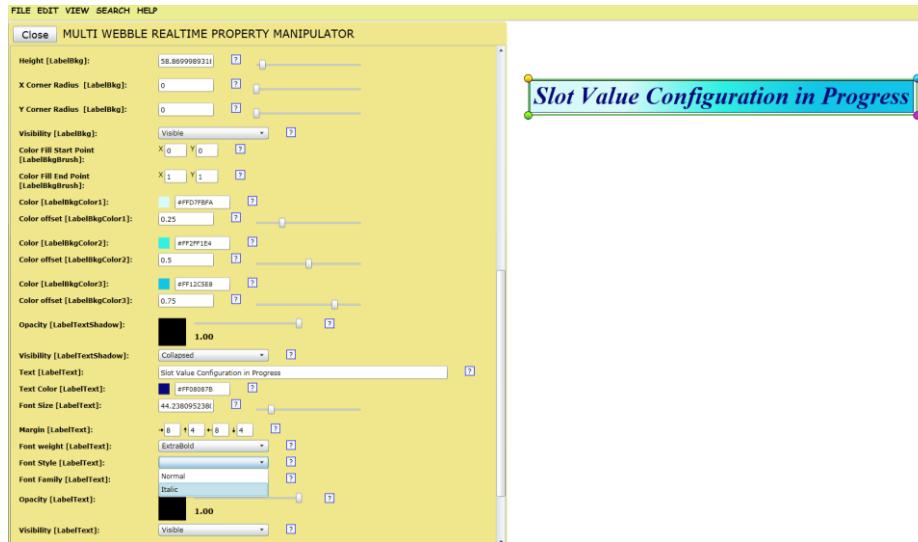 FILE EDIT VIEW SEARCH HELP
Close MULTI WEBBLE REALTIME PROPERTY MANIPULATOR
Slot Value Configuration in Progress
Height [LabelBkg]: ?
X Corner Radius [LabelBkg]: 0 ?
Y Corner Radius [LabelBkg]: 0 ?
Visibility [LabelBkg]: Visible ?
Color Fill Start Point X 0 Y 0 ?
[LabelBkgBrush]:
Color Fill End Point X 1 Y 1 ?
[LabelBkgBrush]:
Color [LabelBkgColor1]: #FFD7FBFA ?
Color offset [LabelBkgColor1]: 0.25 ?
Color [LabelBkgColor2]: #FF2FF1E4 ?
Color offset [LabelBkgColor2]: 0.5 ?
Color [LabelBkgColor3]: #FF12C5E8 ?
Color offset [LabelBkgColor3]: 0.75 ?
Opacity [LabelTextShadow]: ?
1.00
Visibility [LabelTextShadow]: Collapsed ?
Text [LabelText]: Slot Value Configuration in Progress ?
Text Color [LabelText]: #FF08087B ?
Font Size [LabelText]: ?
Margin [LabelText]: 8 4 8 4 ?
Font weight [LabelText]: ExtraBold ?
Font Style [LabelText]: ?
Normal
Font Family [LabelText]: ?
Italic
Opacity [LabelText]: ?
1.00
Visibility [LabelText]: Visible ?